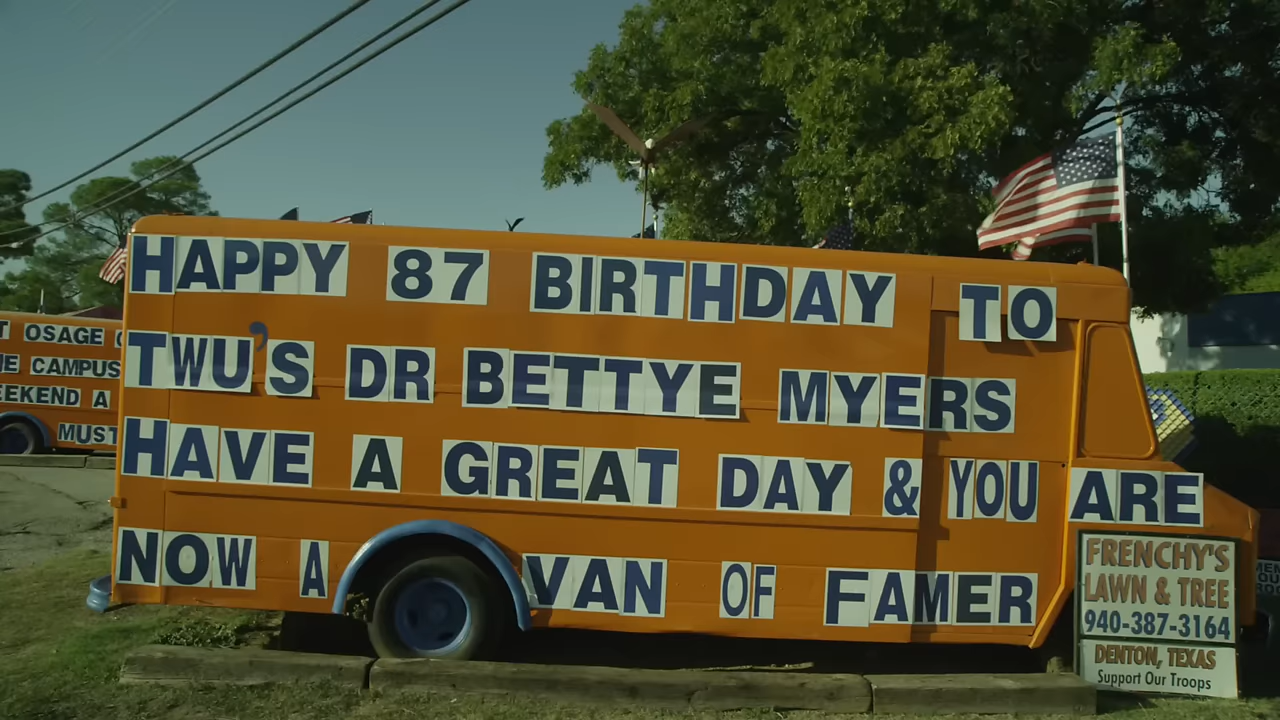 HAPPY 87 BIRTHDAY TO
TWU'S DR BETTYE MYERS
HAVE A GREAT DAY & YOU ARE
NOW A VAN OF FAMER
FRENCHY'S
LAWN & TREE
940-387-3164
DENTON, TEXAS
Support Our Troops
OSAGE
CAMPUS
A
MUST